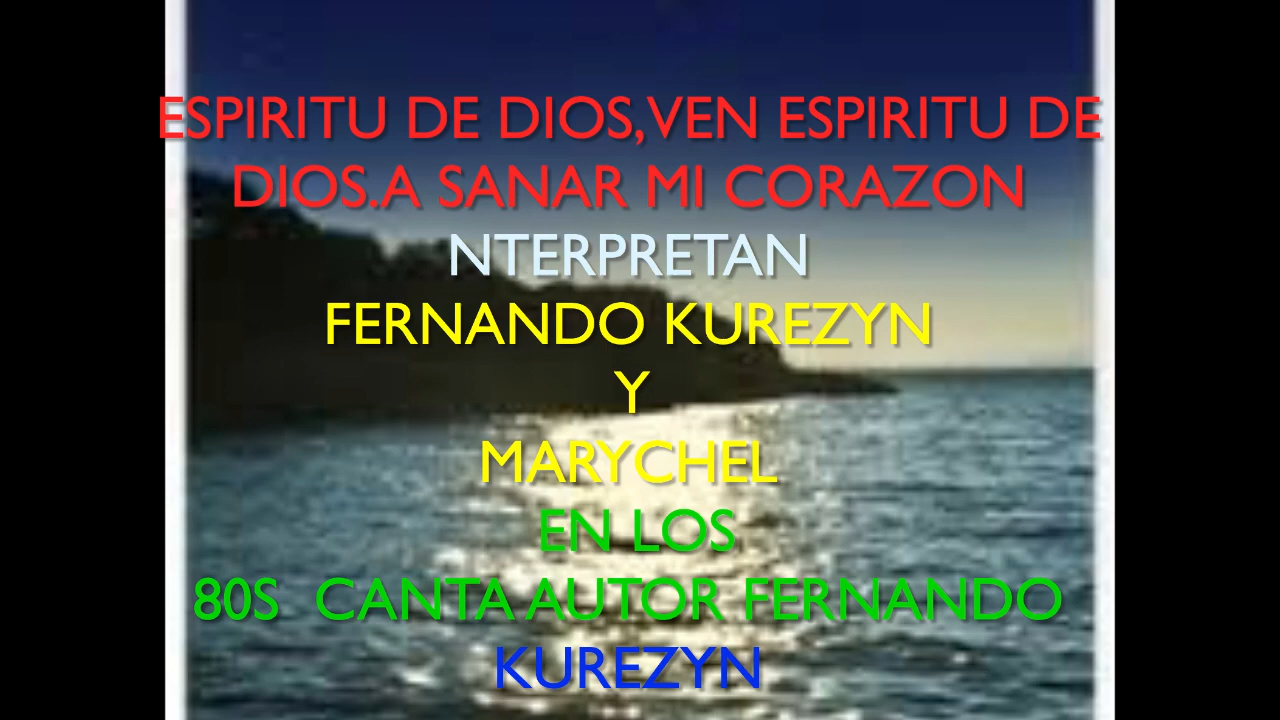 ESPIRITU DE DIOS,VEN ESPIRITU DE
DIOS.A SANAR MI CORAZON
NTERPRETAN
FERNANDO KUREZYN
Y
MARYCHEL
EN LOS
80S  CANTA AUTOR FERNANDO
KUREZYN